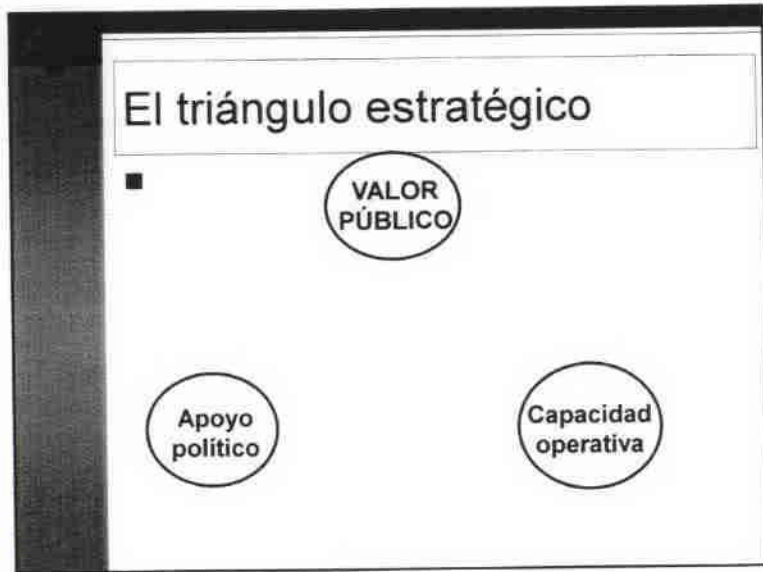 El triángulo estratégico
VALOR
PÚBLICO
Apoyo
político
Capacidad
operativa